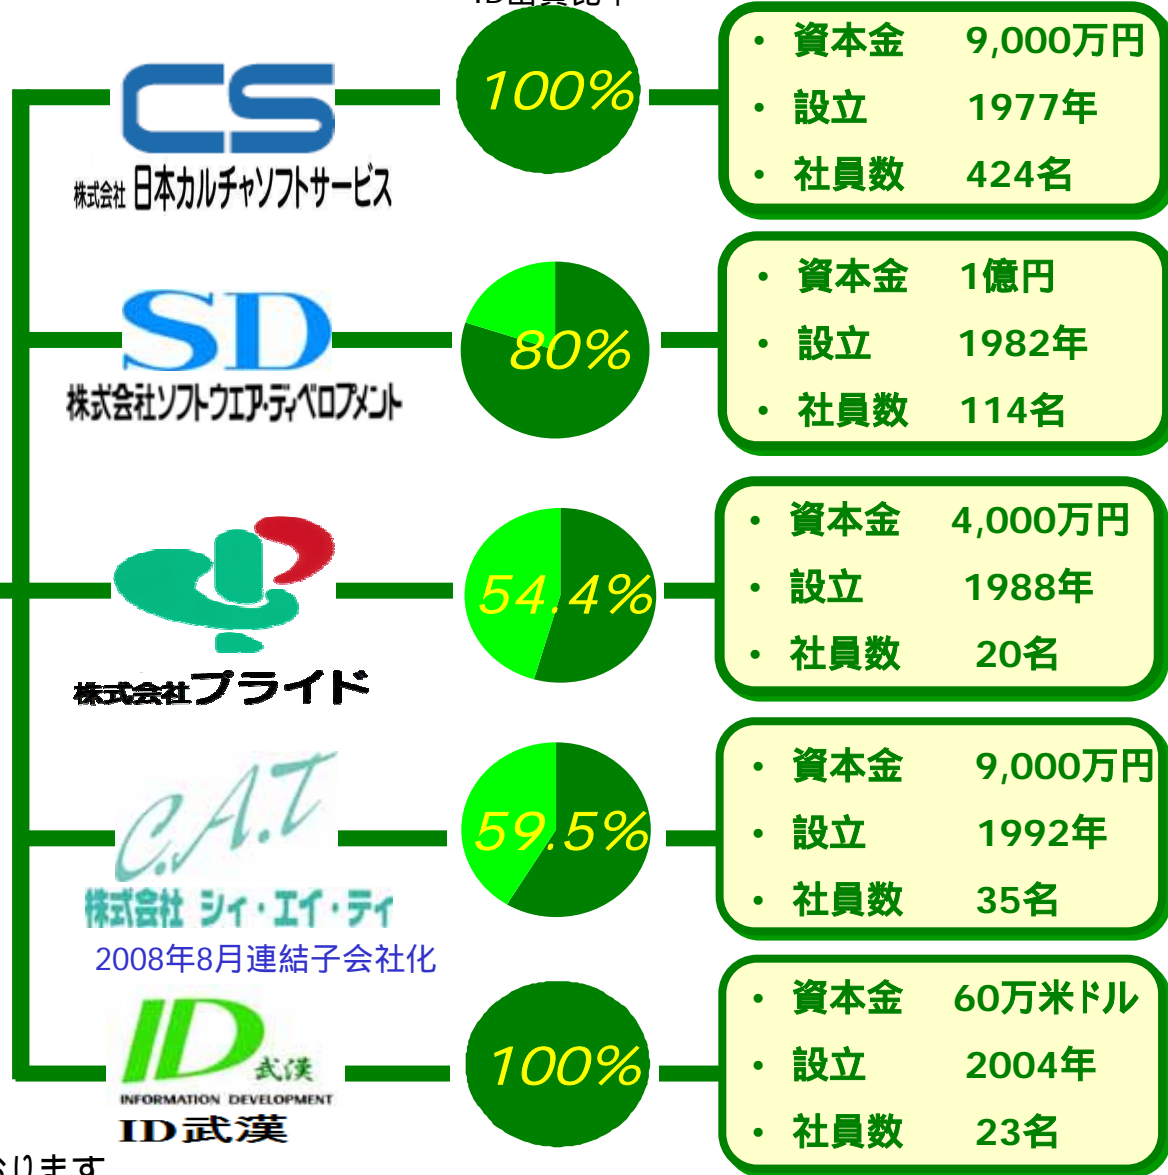 ID出資比率
CS
株式会社 日本カルチャソフトサービス
100%
・ 資本金 9,000万円
・ 設立 1977年
・ 社員数 424名
SD
株式会社ソフトウエア・ディベロプメント
80%
・ 資本金 1億円
・ 設立 1982年
・ 社員数 114名
株式会社プライド
54.4%
・ 資本金 4,000万円
・ 設立 1988年
・ 社員数 20名
C.A.T
株式会社 シィ・エイ・ティ
2008年8月連結子会社化
59.5%
・ 資本金 9,000万円
・ 設立 1992年
・ 社員数 35名
ID 武漢
INFORMATION DEVELOPMENT
ID武漢
100%
・ 資本金 60万米ドル
・ 設立 2004年
・ 社員数 23名
おります